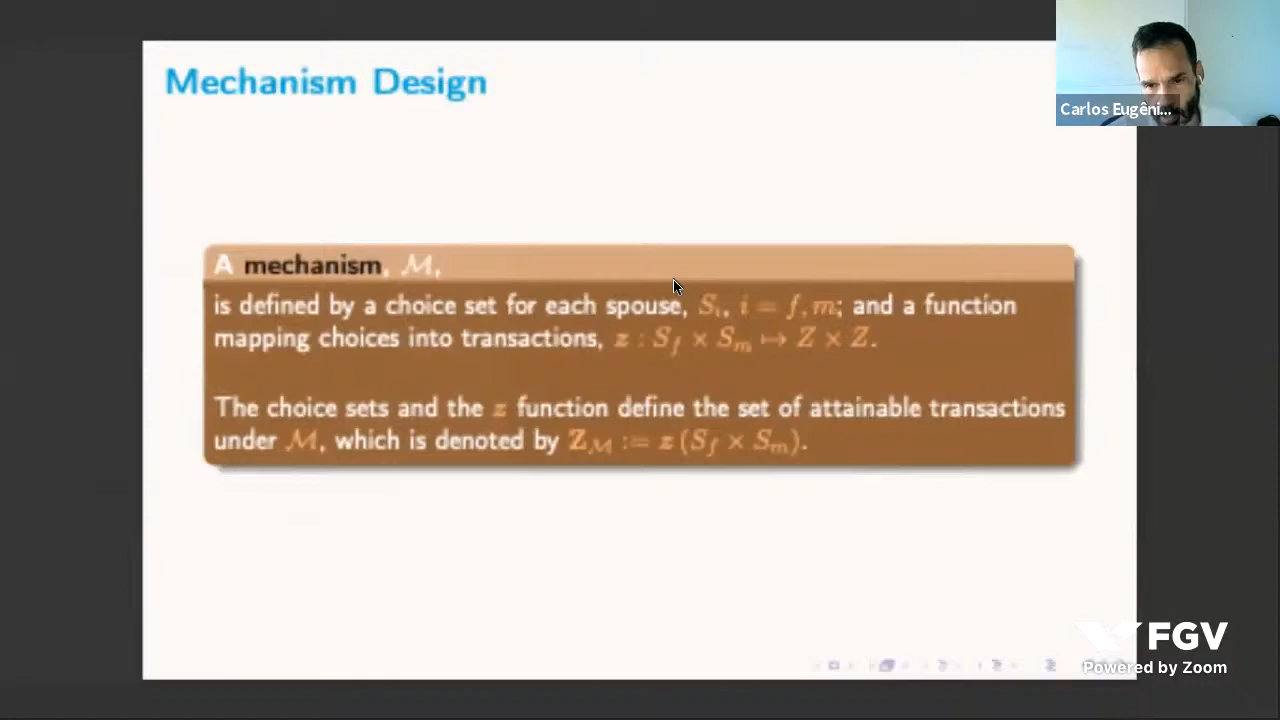 Mechanism Design
Carlos Eugêni...
A mechanism, ℳ,
is defined by a choice set for each spouse, Sᵢ, i = f, m; and a function
mapping choices into transactions, z : S_f × S_m ↦ Z × Z.
The choice sets and the z function define the set of attainable transactions
under ℳ, which is denoted by Z_ℳ := z (S_f × S_m).
FGV
Powered by Zoom